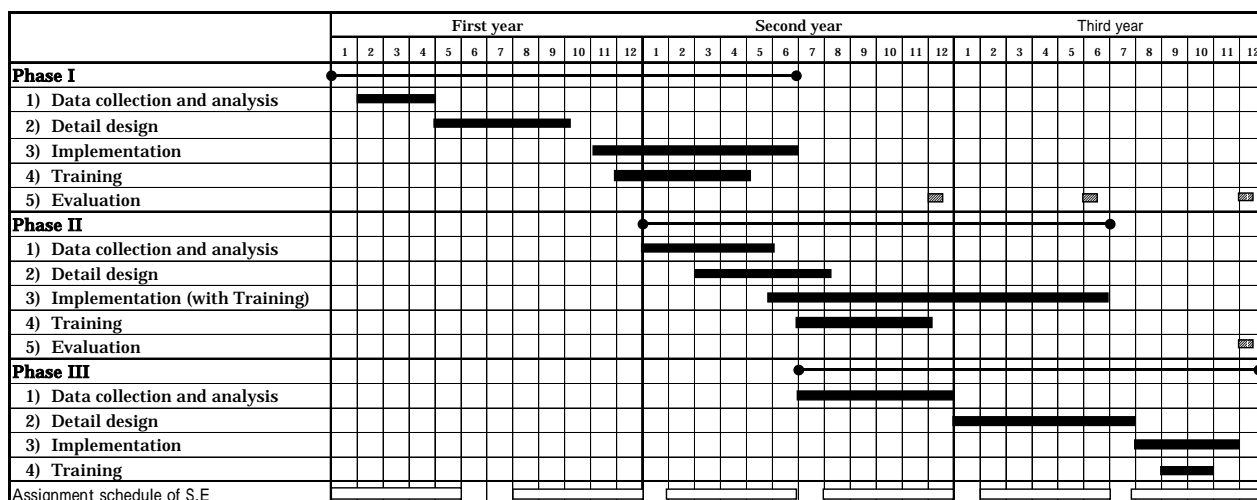 First year Second year Third year
1 2 3 4 5 6 7 8 9 10 11 12 1 2 3 4 5 6 7 8 9 10 11 12 1 2 3 4 5 6 7 8 9 10 11 12
Phase I
1) Data collection and analysis
2) Detail design
3) Implementation
4) Training
5) Evaluation
Phase II
1) Data collection and analysis
2) Detail design
3) Implementation (with Training)
4) Training
5) Evaluation
Phase III
1) Data collection and analysis
2) Detail design
3) Implementation
4) Training
Assignment schedule of S.E